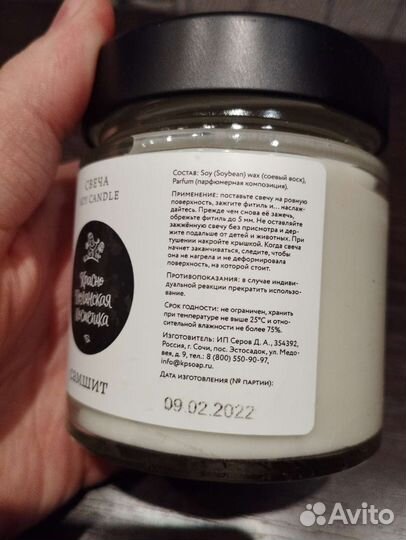 СВЕЧА
SOY CANDLE
Красно
Полянская
косметика
САМШИТ
СОСТАВ: Soy (Soybean) wax (соевый воск),
Parfum (парфюмерная композиция).
ПРИМЕНЕНИЕ: поставьте свечу на ровную
поверхность, зажгите фитиль и... наслаж-
дайтесь. Прежде чем снова её зажечь,
обрежьте фитиль до 5 мм. Не оставляйте
зажжённую свечу без присмотра и дер-
жите подальше от детей и животных. При
тушении накройте крышкой. Когда свеча
начнет заканчиваться, следите, чтобы
она не нагрела и не деформировала
поверхность, на которой стоит.
ПРОТИВОПОКАЗАНИЯ: в случае индиви-
дуальной реакции прекратить использо-
вание.
СРОК ГОДНОСТИ: не ограничен, хранить
при температуре не выше 25°C и отно-
сительной влажности не более 75%.
ИЗГОТОВИТЕЛЬ: ИП Серов Д. А., 354392,
Россия, г. Сочи, пос. Эстосадок, ул. Медо-
вея, д. 9, тел.: 8 (800) 550-90-97,
info@kpsoap.ru
ДАТА ИЗГОТОВЛЕНИЯ (№ ПАРТИИ):
09.02.2022
Avito